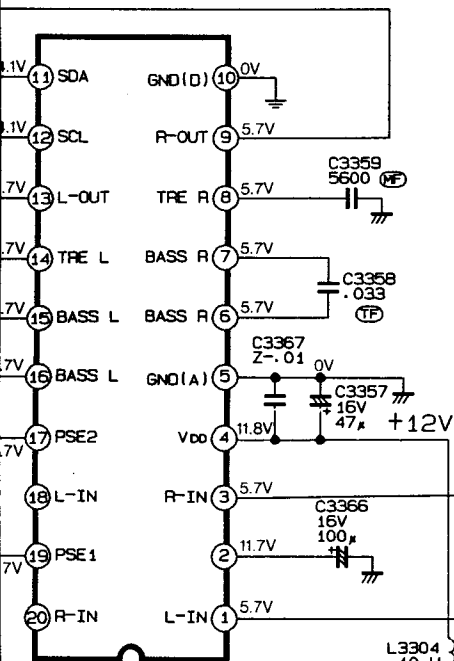 4.1V 11 SDA GND(D) 10 0V
4.1V 12 SCL R-OUT 9 5.7V
C3359
5600 MF
.7V 13 L-OUT TRE R 8 5.7V
.7V 14 TRE L BASS R 7 5.7V
C3358
.033
TF
.7V 15 BASS L BASS R 6 5.7V
C3367
Z-.01
.7V 16 BASS L GND(A) 5 0V
C3357
16V
47µ
+12V
.7V 17 PSE2 VDD 4 11.8V
18 L-IN R-IN 3 5.7V
C3366
16V
100µ
7V 19 PSE1 2 11.7V
20 R-IN L-IN 1 5.7V
L3304